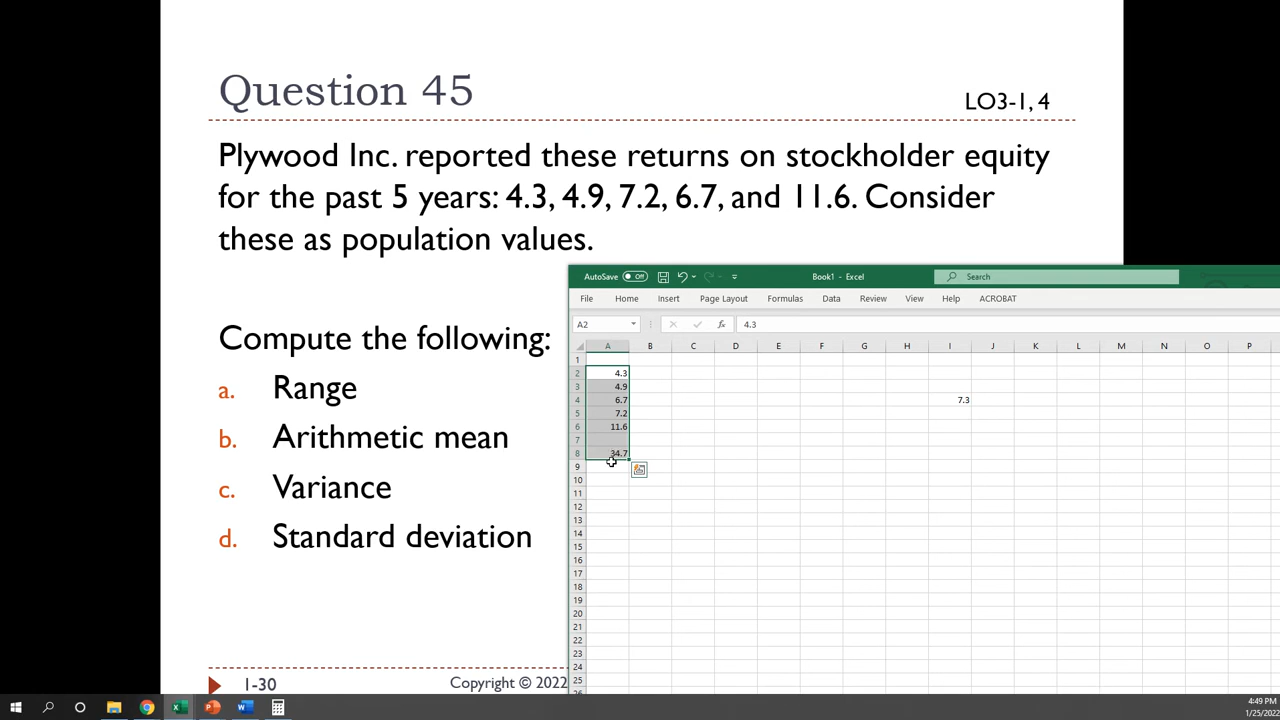 Question 45
LO3-1, 4
Plywood Inc. reported these returns on stockholder equity
for the past 5 years: 4.3, 4.9, 7.2, 6.7, and 11.6. Consider
these as population values.
Compute the following:
a. Range
b. Arithmetic mean
c. Variance
d. Standard deviation
1-30
Copyright © 2022
AutoSave Off
Book1 - Excel
Search
File Home Insert Page Layout Formulas Data Review View Help ACROBAT
A2 fx 4.3
A B C D E F G H I J K L M N O P
1
2 4.3
3 4.9
4 6.7 7.3
5 7.2
6 11.6
7
8 34.7
9
10
11
12
13
14
15
16
17
18
19
20
21
22
23
24
25
26
4:49 PM
1/25/2022